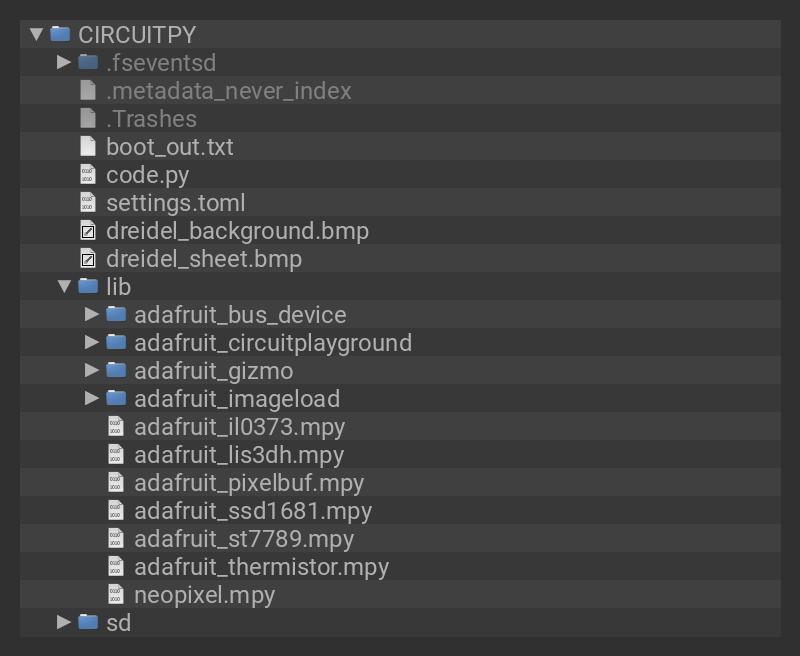 CIRCUITPY
.fseventsd
.metadata_never_index
.Trashes
boot_out.txt
code.py
settings.toml
dreidel_background.bmp
dreidel_sheet.bmp
lib
adafruit_bus_device
adafruit_circuitplayground
adafruit_gizmo
adafruit_imageload
adafruit_il0373.mpy
adafruit_lis3dh.mpy
adafruit_pixelbuf.mpy
adafruit_ssd1681.mpy
adafruit_st7789.mpy
adafruit_thermistor.mpy
neopixel.mpy
sd